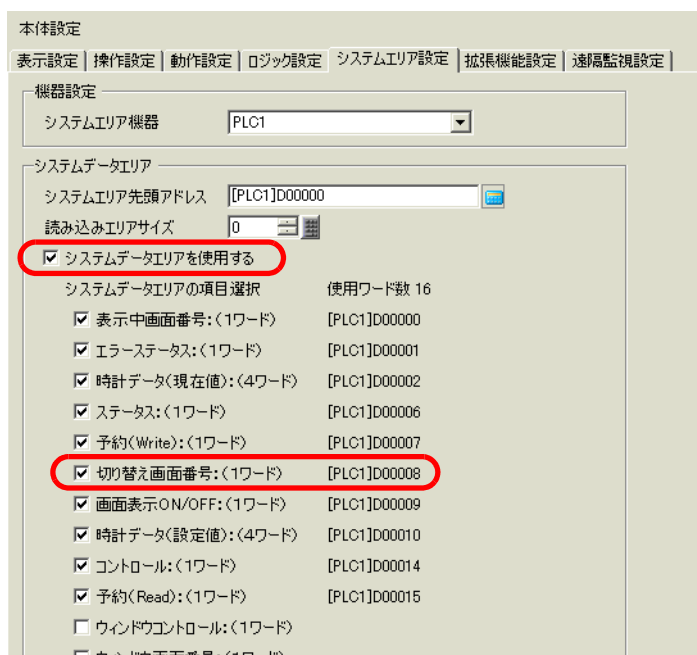 本体設定
表示設定 操作設定 動作設定 ロジック設定 システムエリア設定 拡張機能設定 遠隔監視設定
機器設定
システムエリア機器 PLC1
システムデータエリア
システムエリア先頭アドレス [PLC1]D00000
読み込みエリアサイズ 0
システムデータエリアを使用する
システムデータエリアの項目選択 使用ワード数 16
表示中画面番号:(1ワード) [PLC1]D00000
エラーステータス:(1ワード) [PLC1]D00001
時計データ(現在値):(4ワード) [PLC1]D00002
ステータス:(1ワード) [PLC1]D00006
予約(Write):(1ワード) [PLC1]D00007
切り替え画面番号:(1ワード) [PLC1]D00008
画面表示ON/OFF:(1ワード) [PLC1]D00009
時計データ(設定値):(4ワード) [PLC1]D00010
コントロール:(1ワード) [PLC1]D00014
予約(Read):(1ワード) [PLC1]D00015
ウィンドウコントロール:(1ワード)